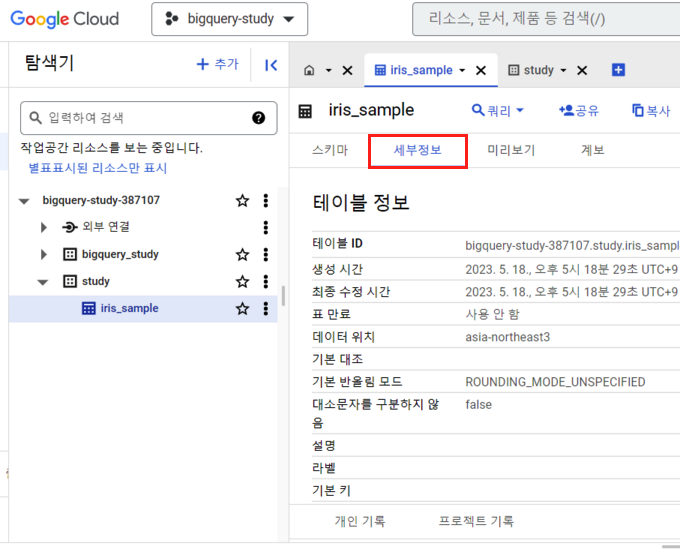 Google Cloud
bigquery-study
리소스, 문서, 제품 등 검색(/)
탐색기
+ 추가
입력하여 검색
작업공간 리소스를 보는 중입니다.
별표표시된 리소스만 표시
bigquery-study-387107
외부 연결
bigquery_study
study
iris_sample
iris_sample
study
iris_sample
쿼리
공유
복사
스키마
세부정보
미리보기
계보
테이블 정보
테이블 ID bigquery-study-387107.study.iris_sampl
생성 시간 2023. 5. 18., 오후 5시 18분 29초 UTC+9
최종 수정 시간 2023. 5. 18., 오후 5시 18분 29초 UTC+9
표 만료 사용 안 함
데이터 위치 asia-northeast3
기본 대조
기본 반올림 모드 ROUNDING_MODE_UNSPECIFIED
대소문자를 구분하지 않 false
음
설명
라벨
기본 키
개인 기록
프로젝트 기록